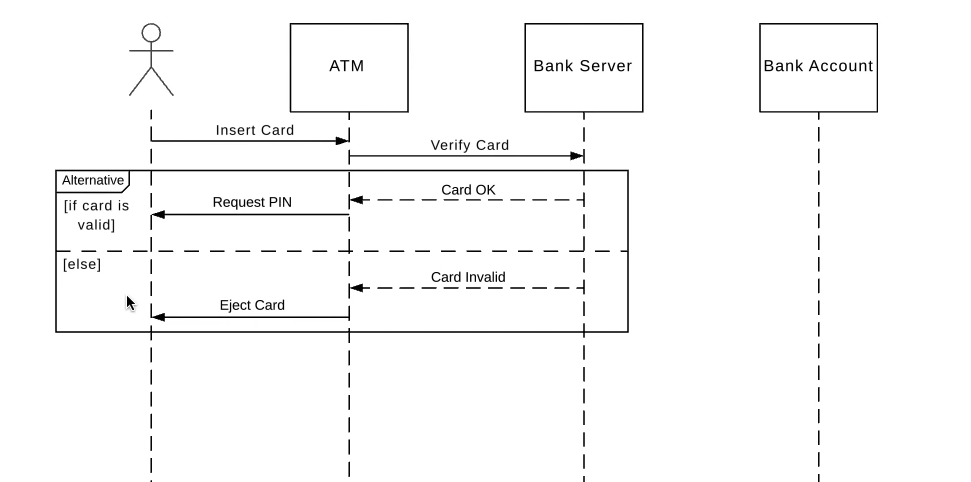 ATM
Bank Server
Bank Account
Insert Card
Verify Card
Alternative
[if card is
valid]
Card OK
Request PIN
[else]
Card Invalid
Eject Card